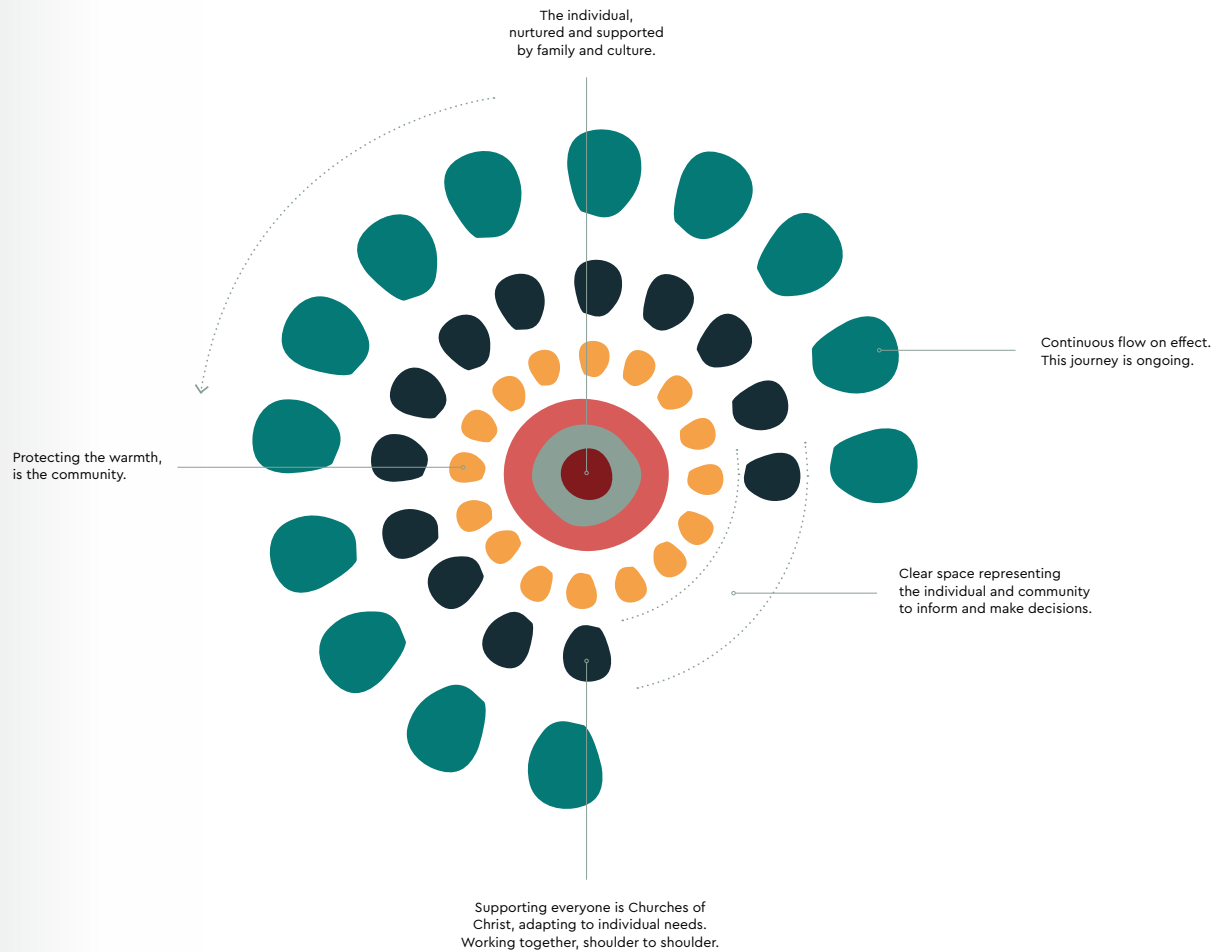 The individual,
nurtured and supported
by family and culture.
Continuous flow on effect.
This journey is ongoing.
Protecting the warmth,
is the community.
Clear space representing
the individual and community
to inform and make decisions.
Supporting everyone is Churches of
Christ, adapting to individual needs.
Working together, shoulder to shoulder.